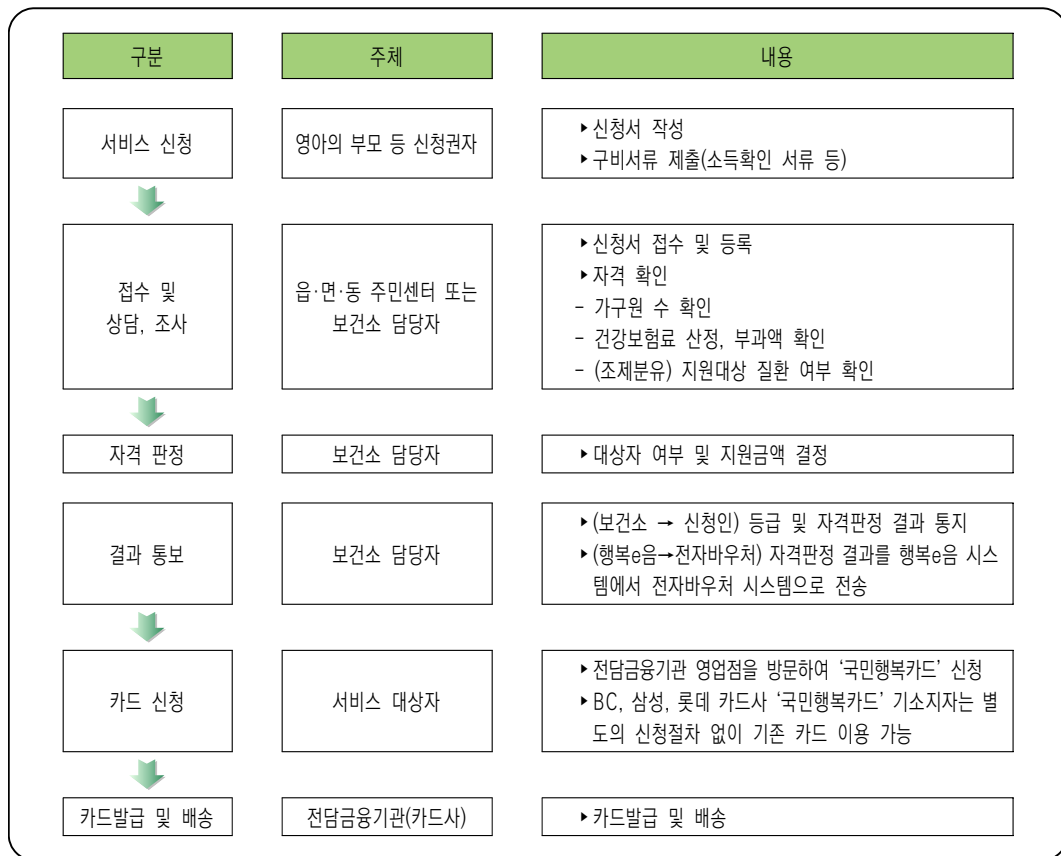 구분 주체 내용
서비스 신청 영아의 부모 등 신청권자
▸신청서 작성
▸구비서류 제출(소득확인 서류 등)
접수 및
상담, 조사
읍·면·동 주민센터 또는
보건소 담당자
▸신청서 접수 및 등록
▸자격 확인
- 가구원 수 확인
- 건강보험료 산정, 부과액 확인
- (조제분유) 지원대상 질환 여부 확인
자격 판정 보건소 담당자 ▸대상자 여부 및 지원금액 결정
결과 통보 보건소 담당자
▸(보건소 → 신청인) 등급 및 자격판정 결과 통지
▸(행복e음→전자바우처) 자격판정 결과를 행복e음 시스
템에서 전자바우처 시스템으로 전송
카드 신청 서비스 대상자
▸전담금융기관 영업점을 방문하여 ‘국민행복카드’ 신청
▸BC, 삼성, 롯데 카드사 ‘국민행복카드’ 기소지자는 별
도의 신청절차 없이 기존 카드 이용 가능
카드발급 및 배송 전담금융기관(카드사) ▸카드발급 및 배송